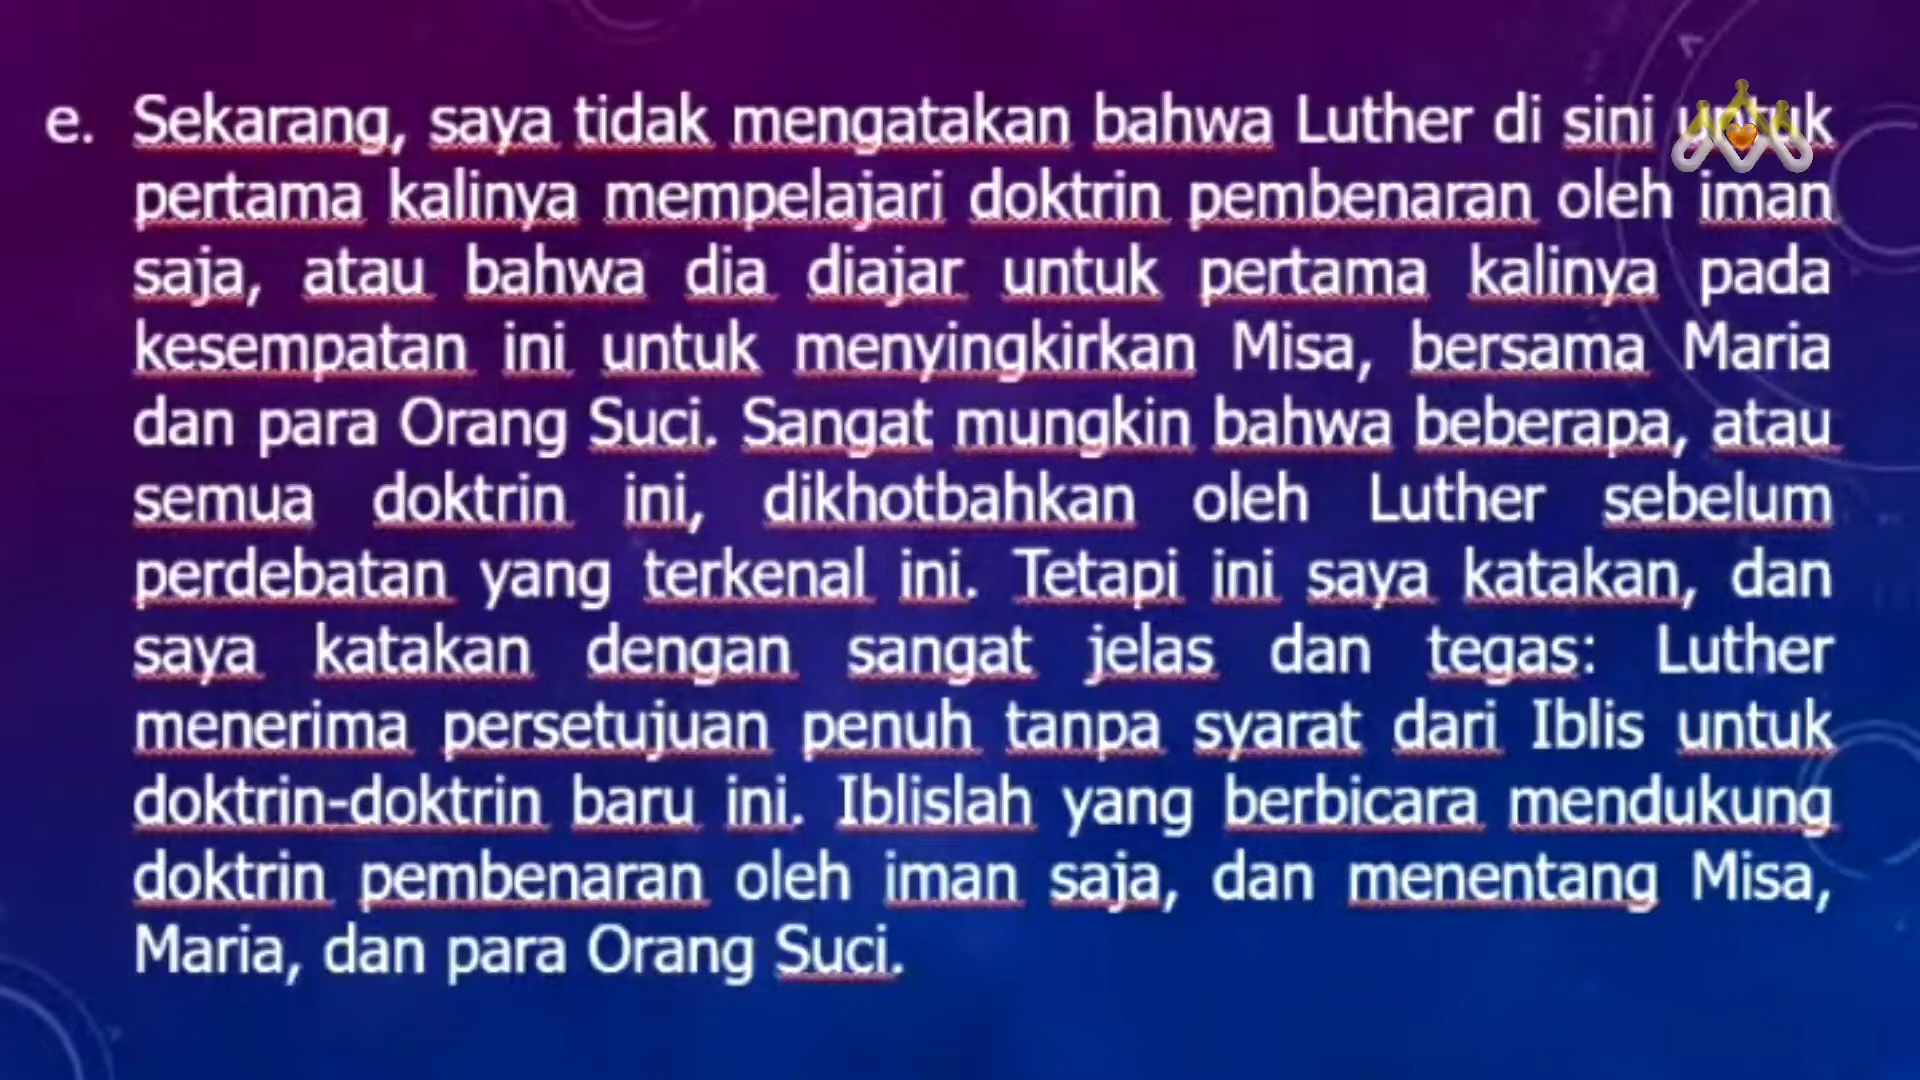 e. Sekarang, saya tidak mengatakan bahwa Luther di sini untuk
pertama kalinya mempelajari doktrin pembenaran oleh iman
saja, atau bahwa dia diajar untuk pertama kalinya pada
kesempatan ini untuk menyingkirkan Misa, bersama Maria
dan para Orang Suci. Sangat mungkin bahwa beberapa, atau
semua doktrin ini, dikhotbahkan oleh Luther sebelum
perdebatan yang terkenal ini. Tetapi ini saya katakan, dan
saya katakan dengan sangat jelas dan tegas: Luther
menerima persetujuan penuh tanpa syarat dari Iblis untuk
doktrin-doktrin baru ini. Iblislah yang berbicara mendukung
doktrin pembenaran oleh iman saja, dan menentang Misa,
Maria, dan para Orang Suci.